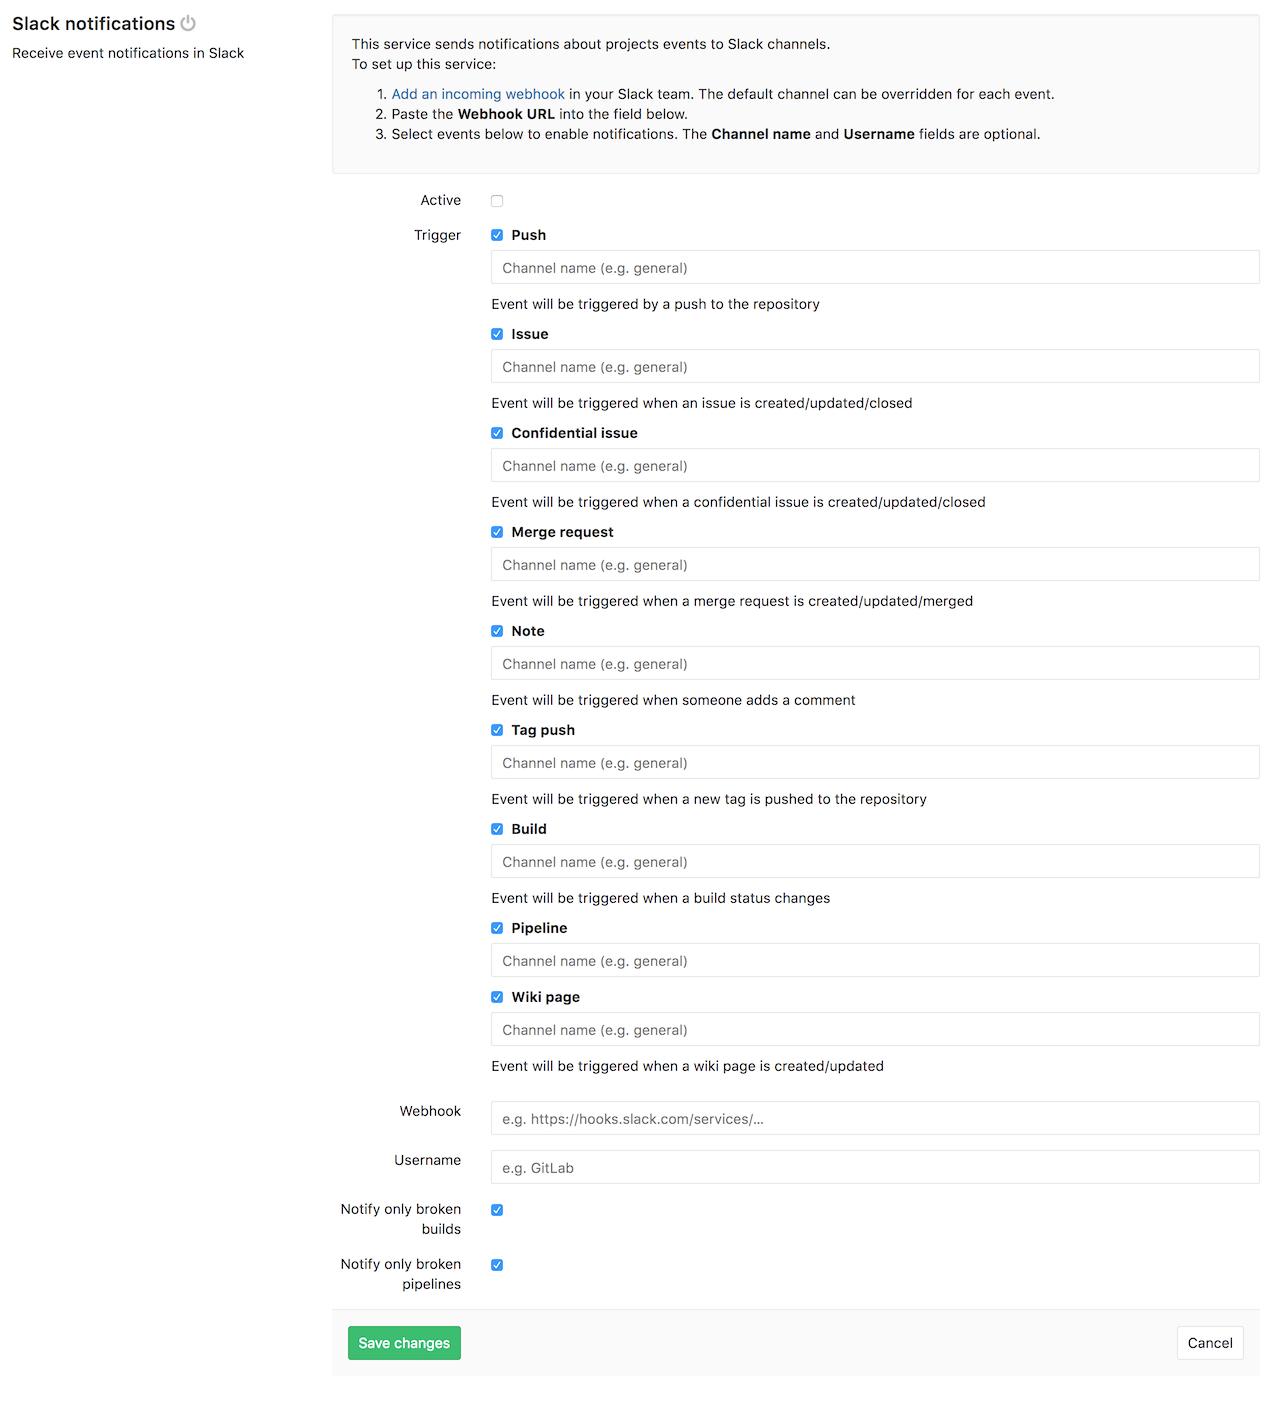 Slack notifications
Receive event notifications in Slack
This service sends notifications about projects events to Slack channels.
To set up this service:
1. Add an incoming webhook in your Slack team. The default channel can be overridden for each event.
2. Paste the Webhook URL into the field below.
3. Select events below to enable notifications. The Channel name and Username fields are optional.
Active
Trigger
Push
Channel name (e.g. general)
Event will be triggered by a push to the repository
Issue
Channel name (e.g. general)
Event will be triggered when an issue is created/updated/closed
Confidential issue
Channel name (e.g. general)
Event will be triggered when a confidential issue is created/updated/closed
Merge request
Channel name (e.g. general)
Event will be triggered when a merge request is created/updated/merged
Note
Channel name (e.g. general)
Event will be triggered when someone adds a comment
Tag push
Channel name (e.g. general)
Event will be triggered when a new tag is pushed to the repository
Build
Channel name (e.g. general)
Event will be triggered when a build status changes
Pipeline
Channel name (e.g. general)
Wiki page
Channel name (e.g. general)
Event will be triggered when a wiki page is created/updated
Webhook
e.g. https://hooks.slack.com/services/…
Username
e.g. GitLab
Notify only broken
builds
Notify only broken
pipelines
Save changes
Cancel